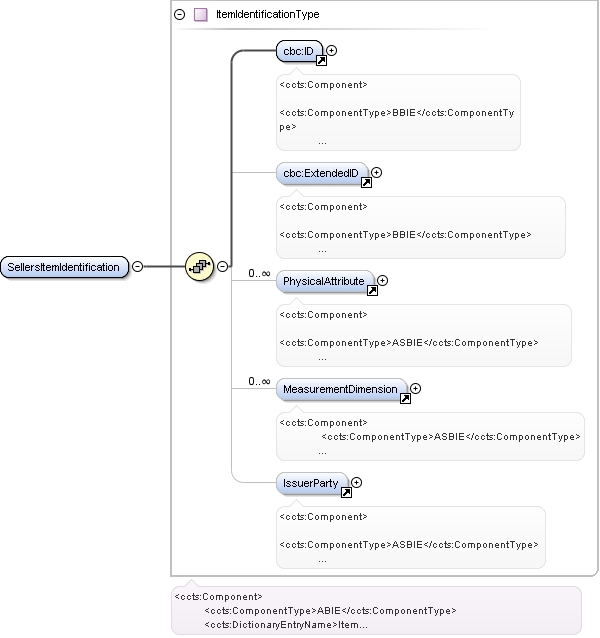 ItemIdentificationType
cbc:ID
<ccts:Component>
<ccts:ComponentType>BBIE</ccts:ComponentTy
pe>
...
cbc:ExtendedID
<ccts:Component>
<ccts:ComponentType>BBIE</ccts:ComponentType>
...
SellersItemIdentification
0..∞
PhysicalAttribute
<ccts:Component>
<ccts:ComponentType>ASBIE</ccts:ComponentType>
...
0..∞
MeasurementDimension
<ccts:Component>
<ccts:ComponentType>ASBIE</ccts:ComponentType>
...
IssuerParty
<ccts:Component>
<ccts:ComponentType>ASBIE</ccts:ComponentType>
...
<ccts:Component>
<ccts:ComponentType>ABIE</ccts:ComponentType>
<ccts:DictionaryEntryName>Item...